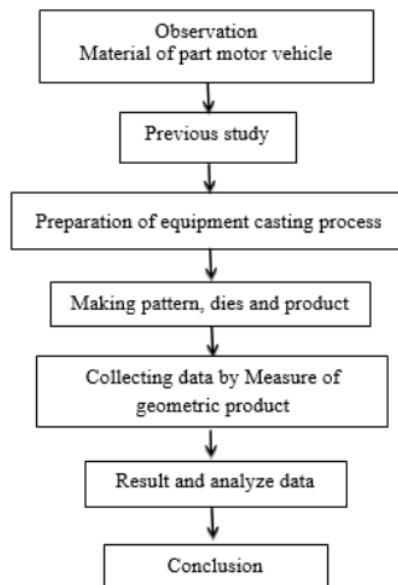 Observation
Material of part motor vehicle
Previous study
Preparation of equipment casting process
Making pattern, dies and product
Collecting data by Measure of
geometric product
Result and analyze data
Conclusion